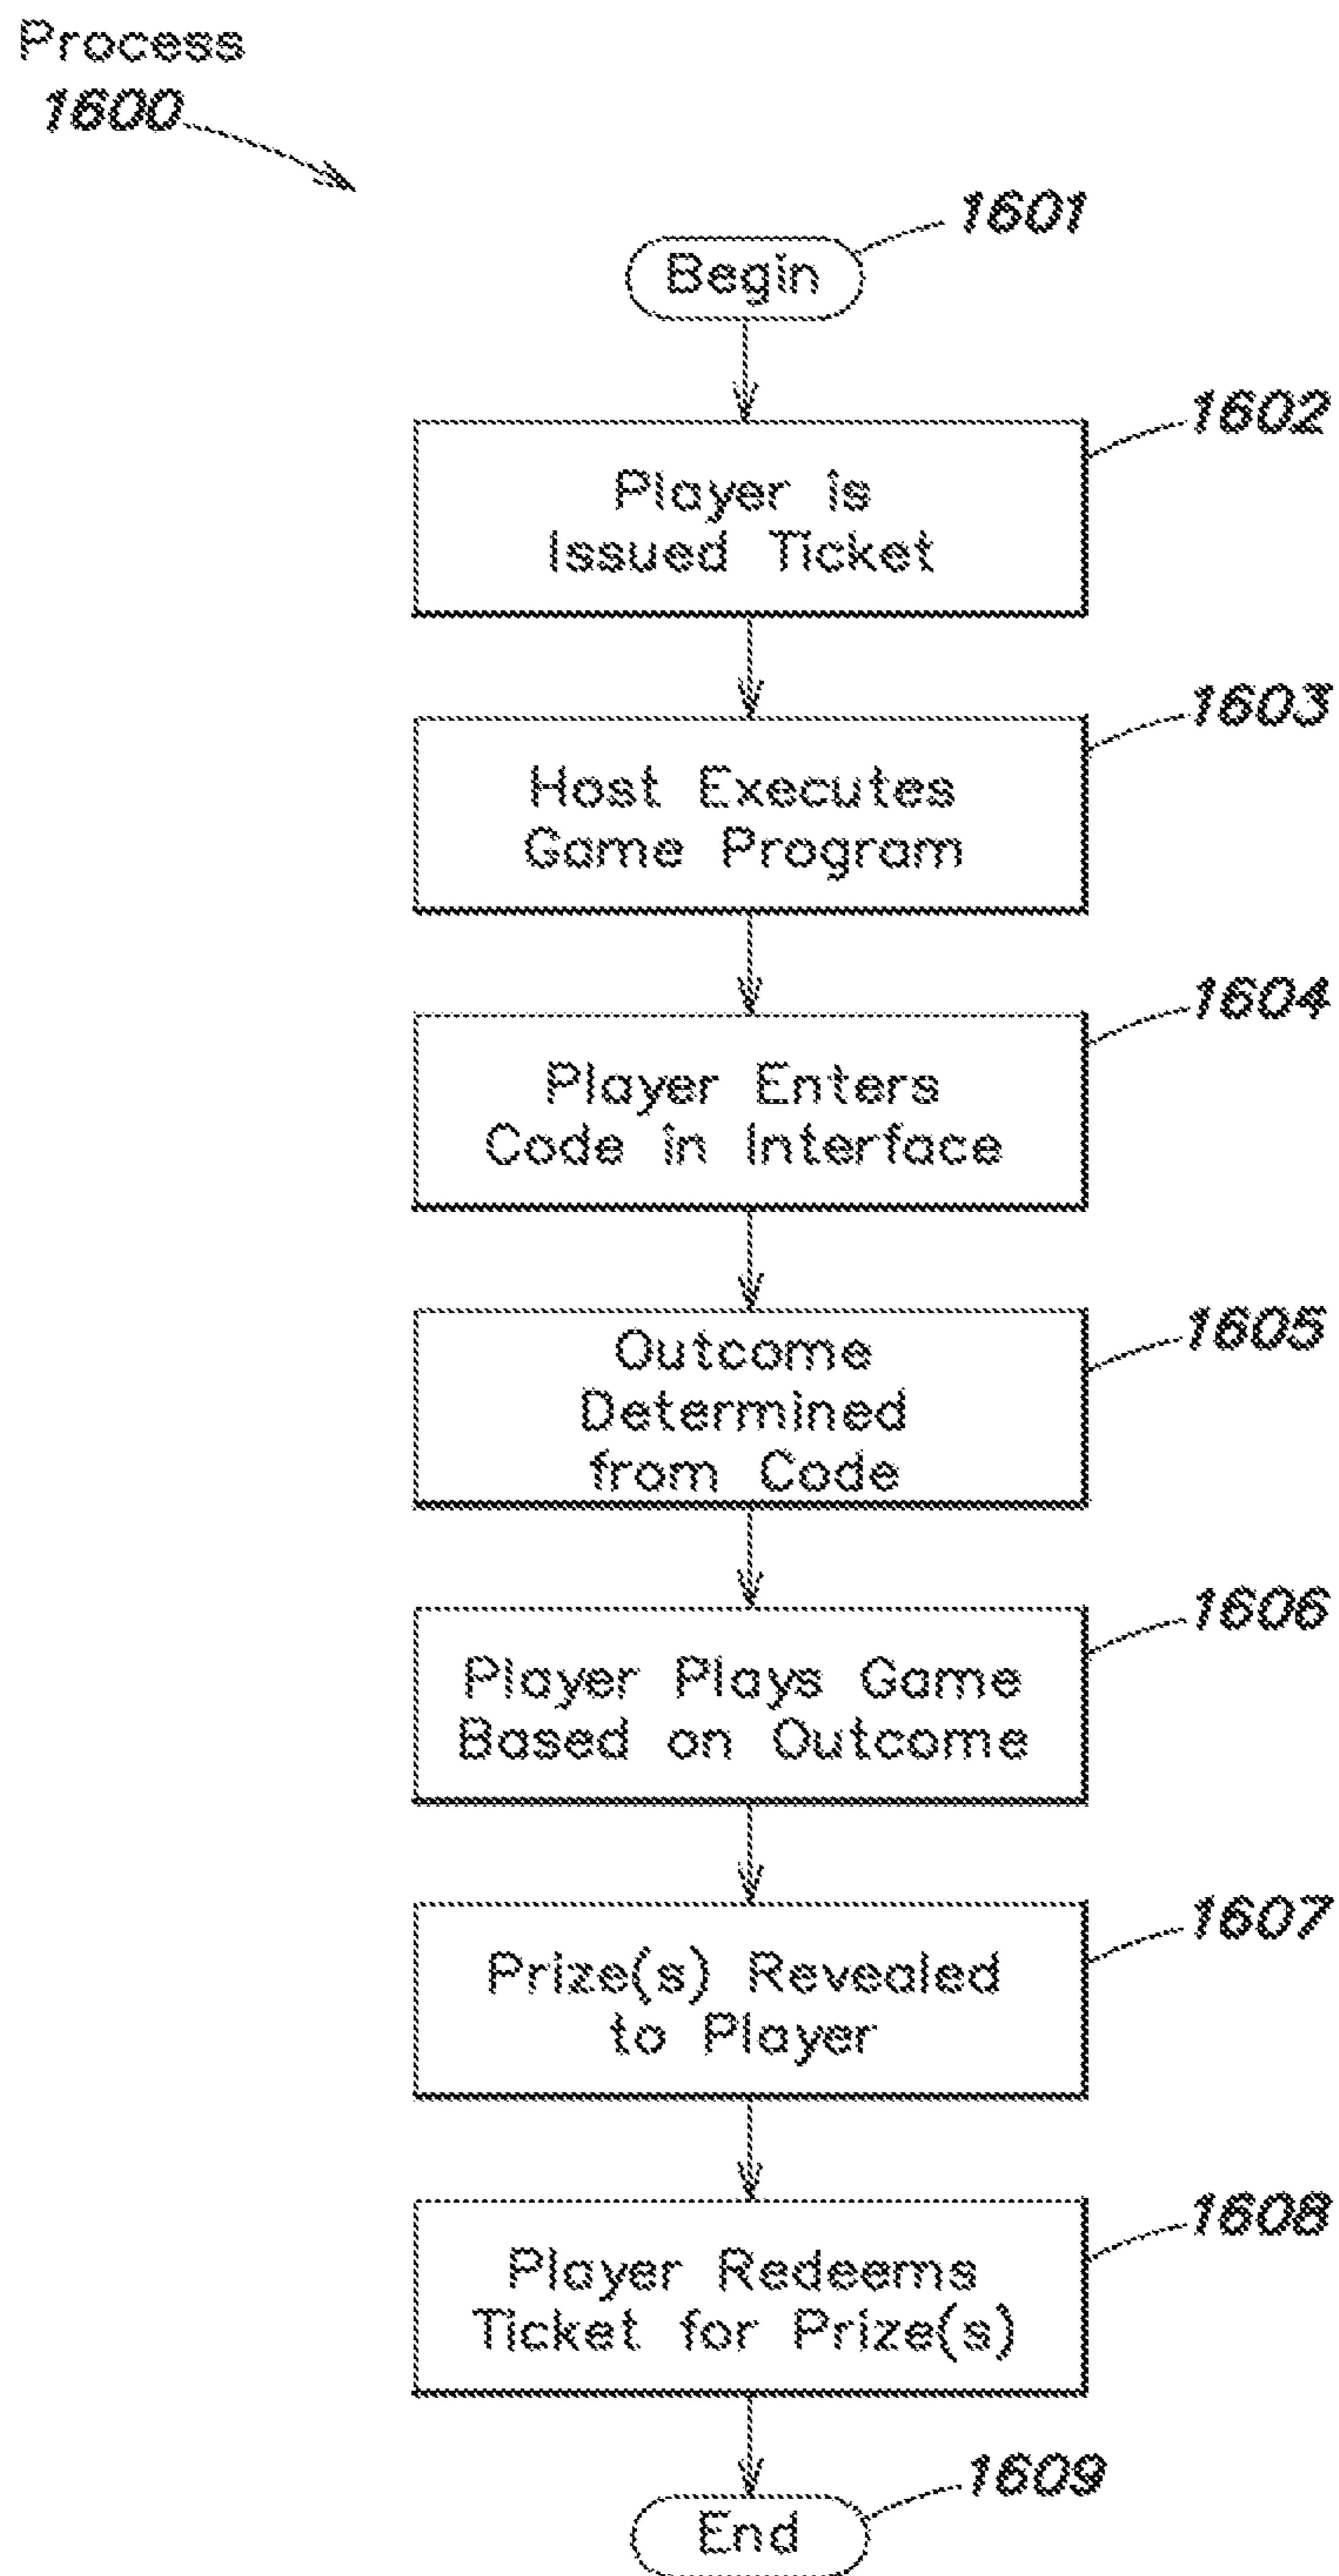 Process
1600
1601
Begin
1602
Player is
Issued Ticket
1603
Host Executes
Game Program
1604
Player Enters
Code in Interface
1605
Outcome
Determined
from Code
1606
Player Plays Game
Based on Outcome
1607
Prize(s) Revealed
to Player
1608
Player Redeems
Ticket for Prize(s)
1609
End